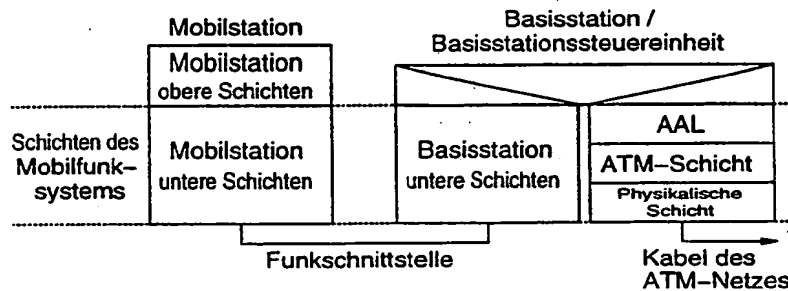 Mobilstation
Basisstation /
Basisstationssteuereinheit
Mobilstation
obere Schichten
Schichten des
Mobilfunk-
systems
Mobilstation
untere Schichten
Basisstation
untere Schichten
AAL
ATM-Schicht
Physikalische
Schicht
Funkschnittstelle
Kabel des
ATM-Netzes